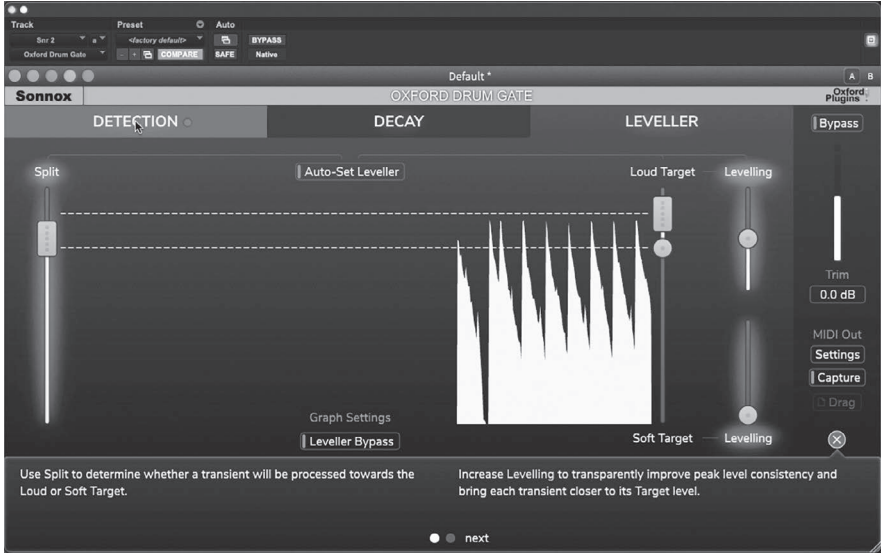 Track Preset Auto
Snr 2 a <factory default> BYPASS
Oxford Drum Gate - + COMPARE SAFE Native
Default * A B
Sonnox OXFORD DRUM GATE Oxford Plugins
DETECTION DECAY LEVELLER Bypass
Split Auto-Set Leveller Loud Target Levelling
Trim
0.0 dB
MIDI Out
Settings
Capture
Drag
Graph Settings
Leveller Bypass Soft Target Levelling
Use Split to determine whether a transient will be processed towards the
Loud or Soft Target.
Increase Levelling to transparently improve peak level consistency and
bring each transient closer to its Target level.
next